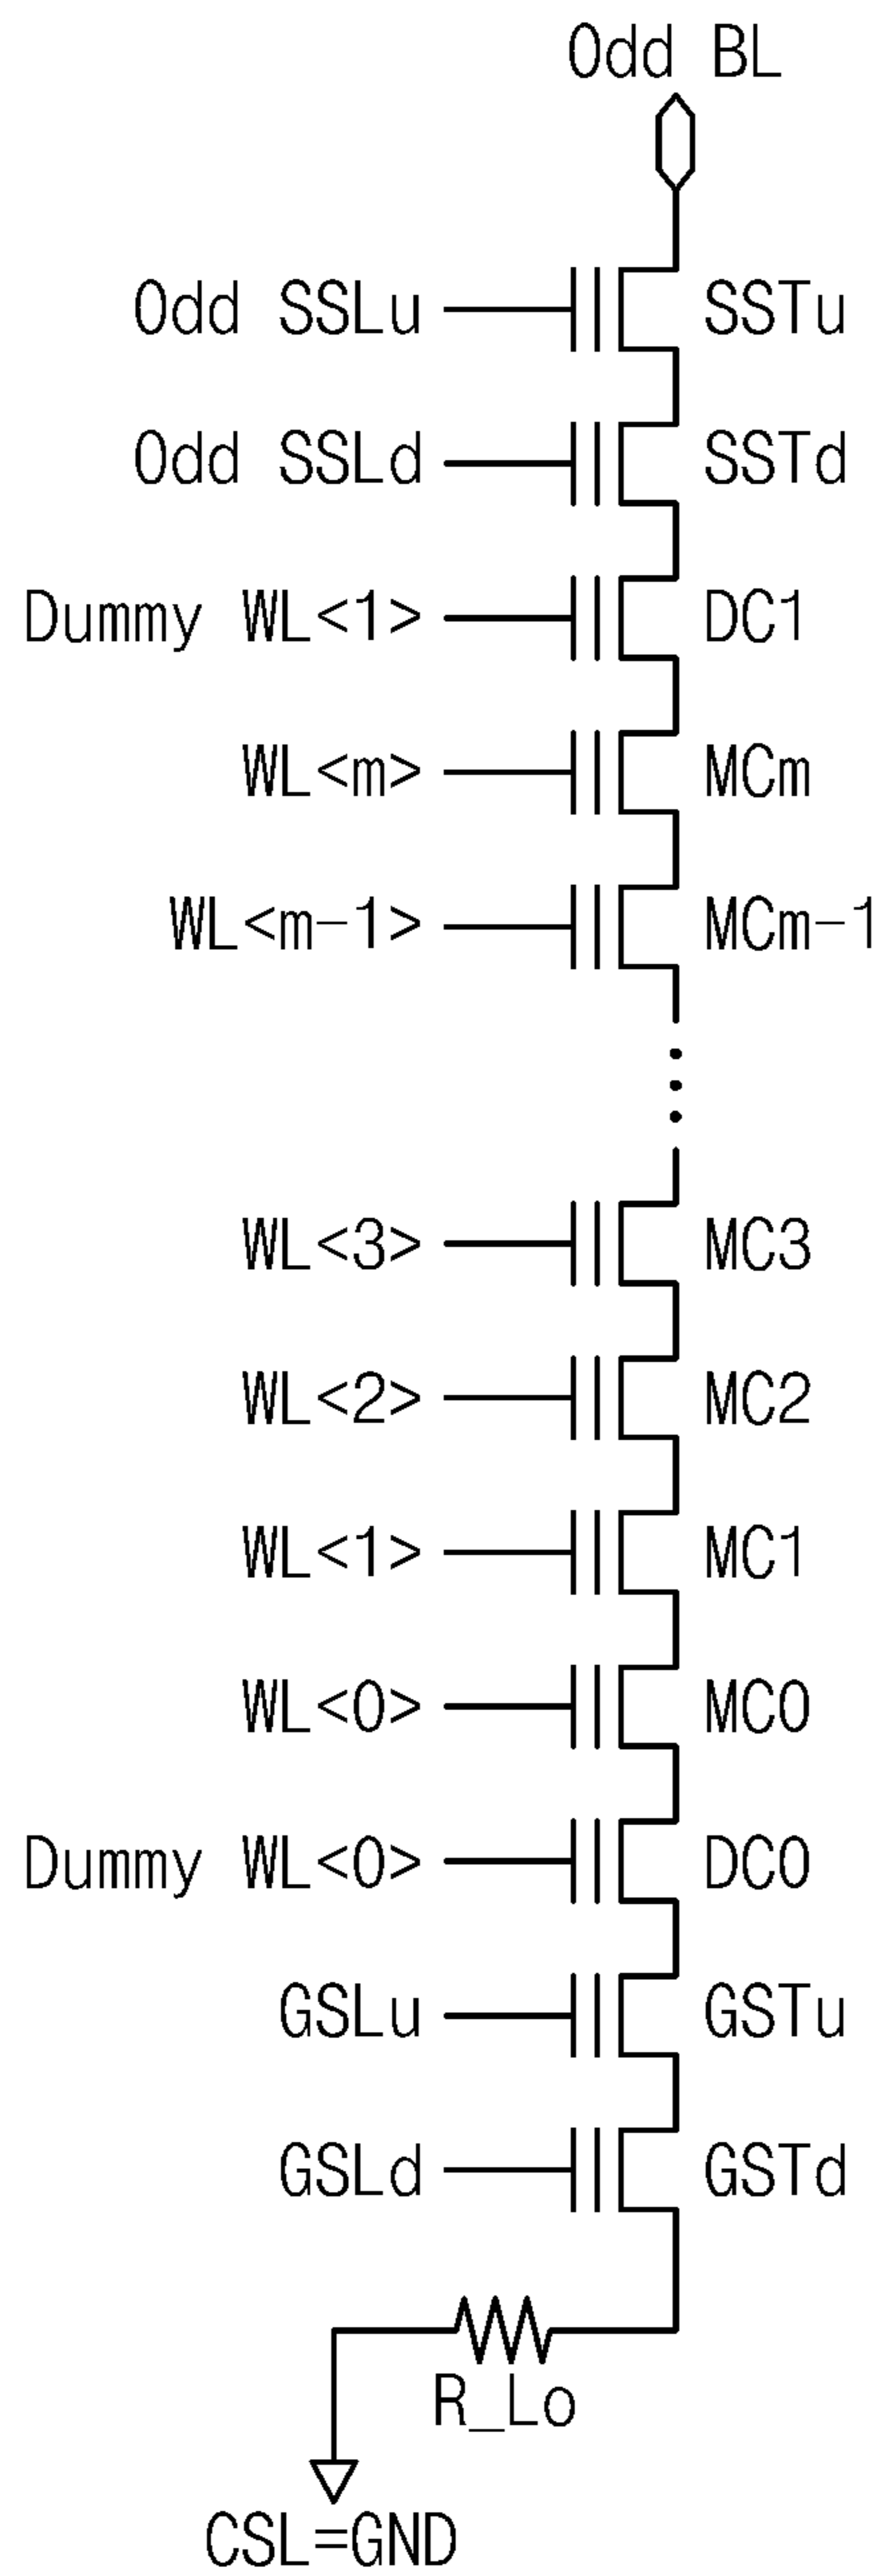 Odd BL
Odd SSLu SSTu
Odd SSLd SSTd
Dummy WL<1> DC1
WL<m> MCm
WL<m-1> MCm-1
WL<3> MC3
WL<2> MC2
WL<1> MC1
WL<0> MC0
Dummy WL<0> DC0
GSLu GSTu
GSLd GSTd
R_Lo
CSL=GND